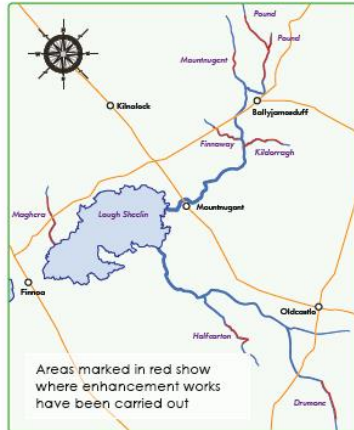 Pound
Pound
Mountnugent
Kilnaleck
Ballyjamesduff
Finnaway
Kildorragh
Maghera
Lough Sheelin
Mountnugent
Finnea
Oldcastle
Halfcarton
Drumone
Areas marked in red show
where enhancement works
have been carried out